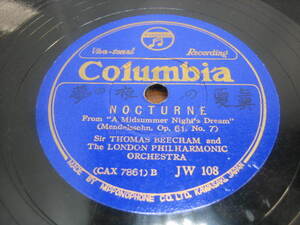 Viva-tonal Recording
Columbia
眞夏の夜の夢
NOCTURNE
From "A Midsummer Night's Dream"
(Mendelssohn, Op. 61. No. 7)
Sir THOMAS BEECHAM and
The LONDON PHILHARMONIC
ORCHESTRA
(CAX 7861) B JW 108
MADE BY NIPPONOPHONE CO. LTD. KAWASAKI, JAPAN